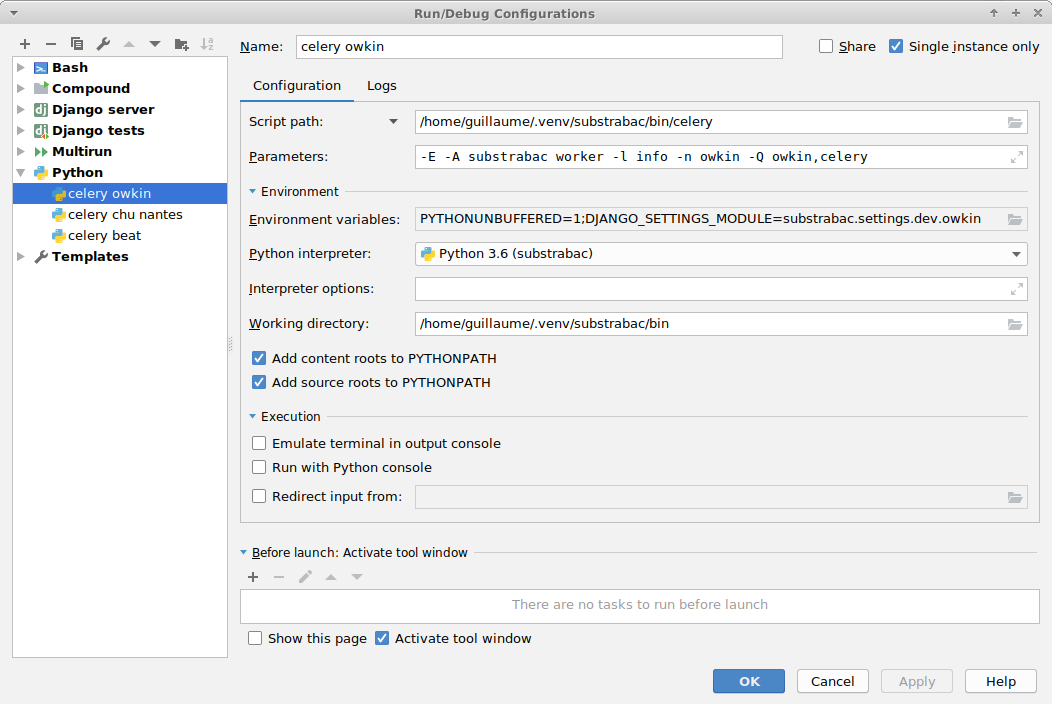 Run/Debug Configurations
Name: celery owkin
Share
Single instance only
Bash
Compound
Django server
Django tests
Multirun
Python
celery owkin
celery chu nantes
celery beat
Templates
Configuration Logs
Script path: /home/guillaume/.venv/substrabac/bin/celery
Parameters: -E -A substrabac worker -l info -n owkin -Q owkin,celery
Environment
Environment variables: PYTHONUNBUFFERED=1;DJANGO_SETTINGS_MODULE=substrabac.settings.dev.owkin
Python interpreter: Python 3.6 (substrabac)
Interpreter options:
Working directory: /home/guillaume/.venv/substrabac/bin
Add content roots to PYTHONPATH
Add source roots to PYTHONPATH
Execution
Emulate terminal in output console
Run with Python console
Redirect input from:
Before launch: Activate tool window
There are no tasks to run before launch
Show this page Activate tool window
OK Cancel Apply Help